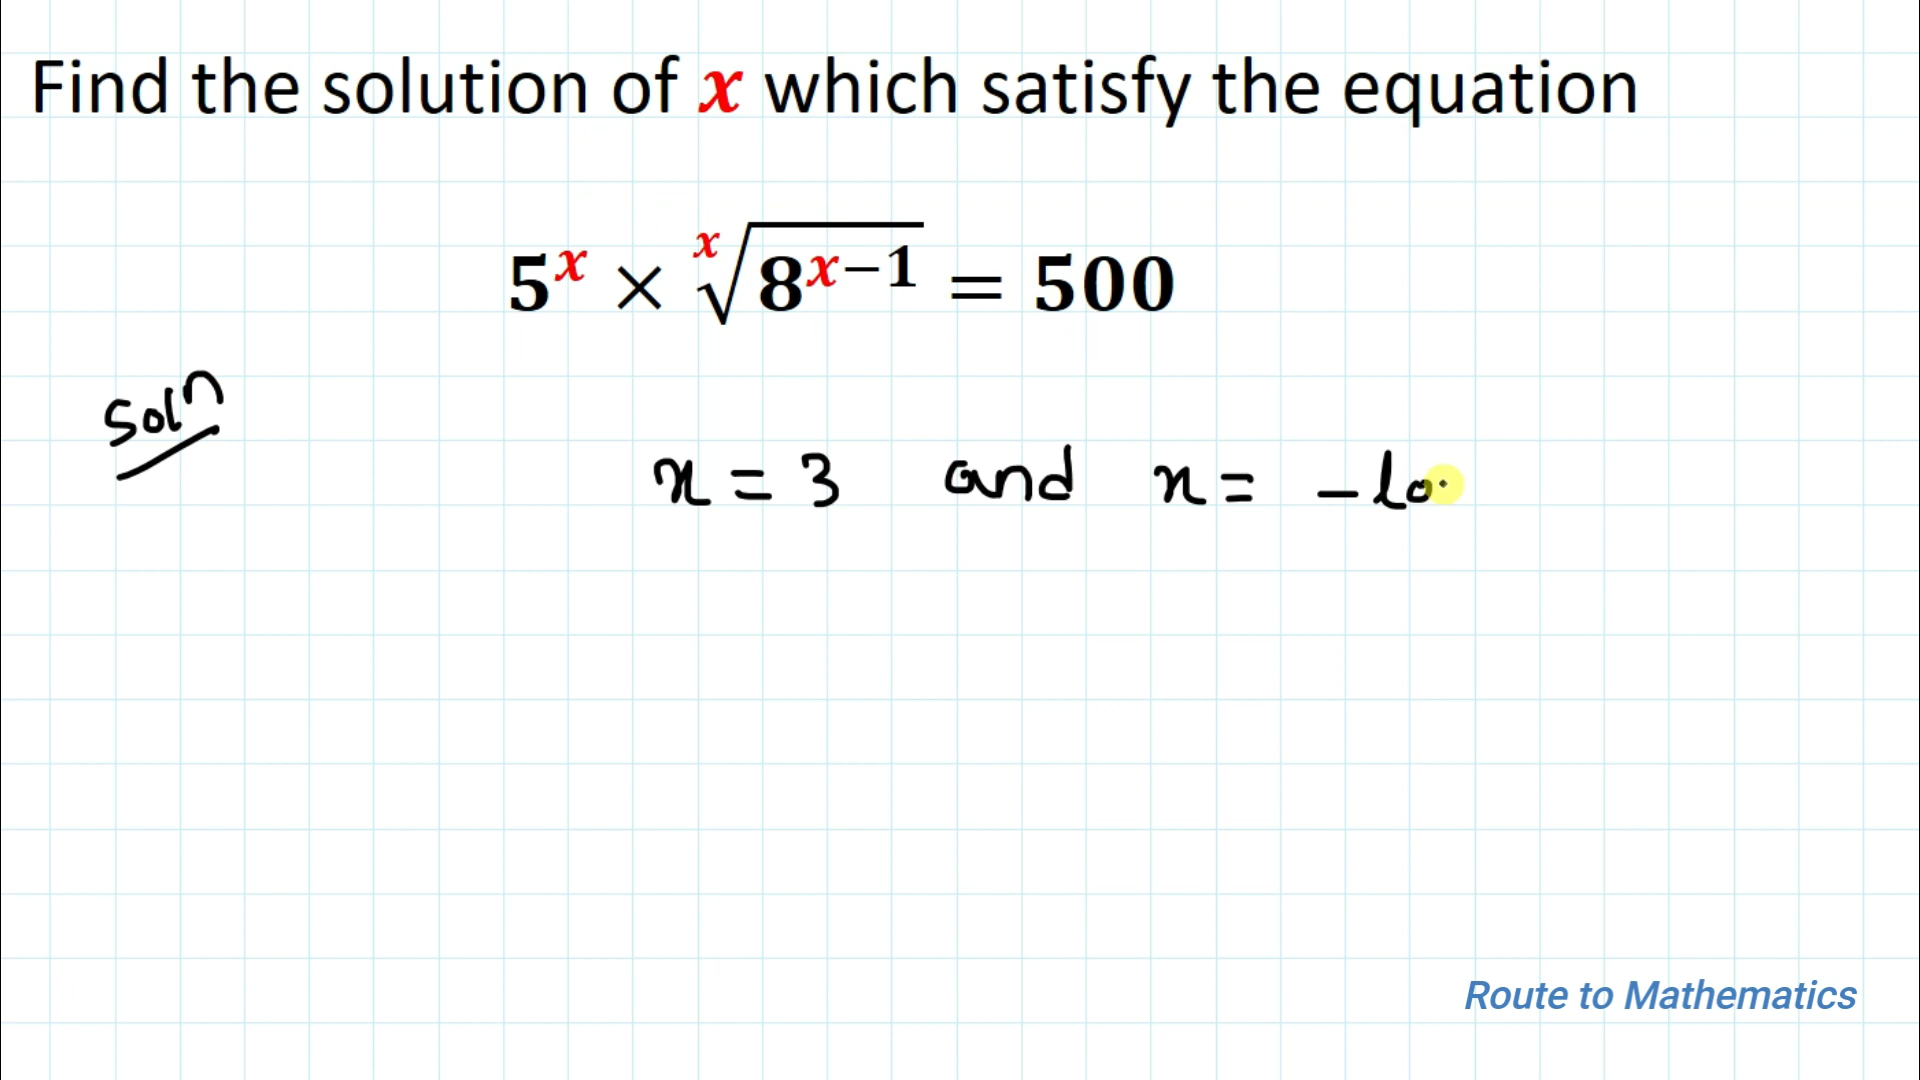 Find the solution of x which satisfy the equation
5^x × ^x√(8^(x−1)) = 500
Soln
x = 3 and x = − lo
Route to Mathematics